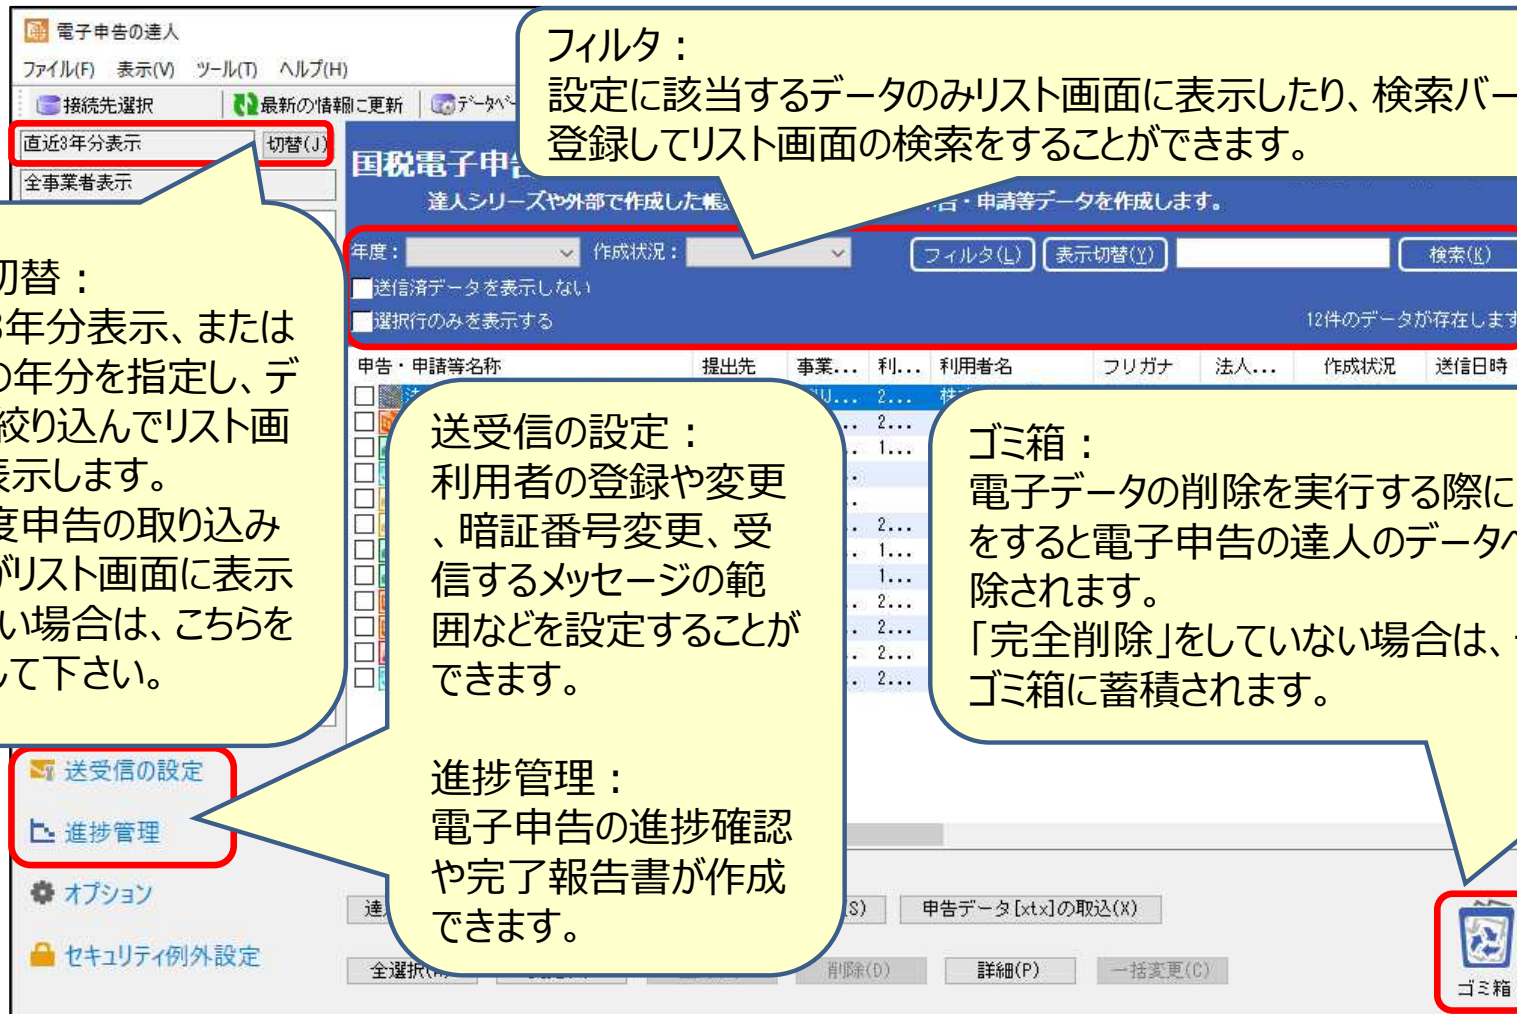 電子申告の達人
ファイル(F) 表示(V) ツール(T) ヘルプ(H)
接続先選択 最新の情報に更新 データベー
直近3年分表示 切替(J)
全事業者表示
フィルタ：
設定に該当するデータのみリスト画面に表示したり、検索バー
登録してリスト画面の検索をすることができます。
国税電子申告
達人シリーズや外部で作成した帳 ・申請等データを作成します。
年度： 作成状況： フィルタ(L) 表示切替(Y) 検索(K)
送信済データを表示しない
選択行のみを表示する
12件のデータが存在します
切替：
3年分表示、または
の年分を指定し、デ
絞り込んでリスト画
表示します。
度申告の取り込み
がリスト画面に表示
い場合は、こちらを
して下さい。
申告・申請等名称 提出先 事業... 利... 利用者名 フリガナ 法人... 作成状況 送信日時
2... 株
2...
1...
2...
1...
1...
2...
2...
2...
2...
送受信の設定：
利用者の登録や変更
、暗証番号変更、受
信するメッセージの範
囲などを設定することが
できます。
進捗管理：
電子申告の進捗確認
や完了報告書が作成
できます。
ゴミ箱：
電子データの削除を実行する際に
をすると電子申告の達人のデータベ
除されます。
「完全削除」をしていない場合は、
ゴミ箱に蓄積されます。
送受信の設定
進捗管理
オプション
セキュリティ例外設定
達 (S) 申告データ[xtx]の取込(X)
全選択 削除(D) 詳細(P) 一括変更(C)
ゴミ箱